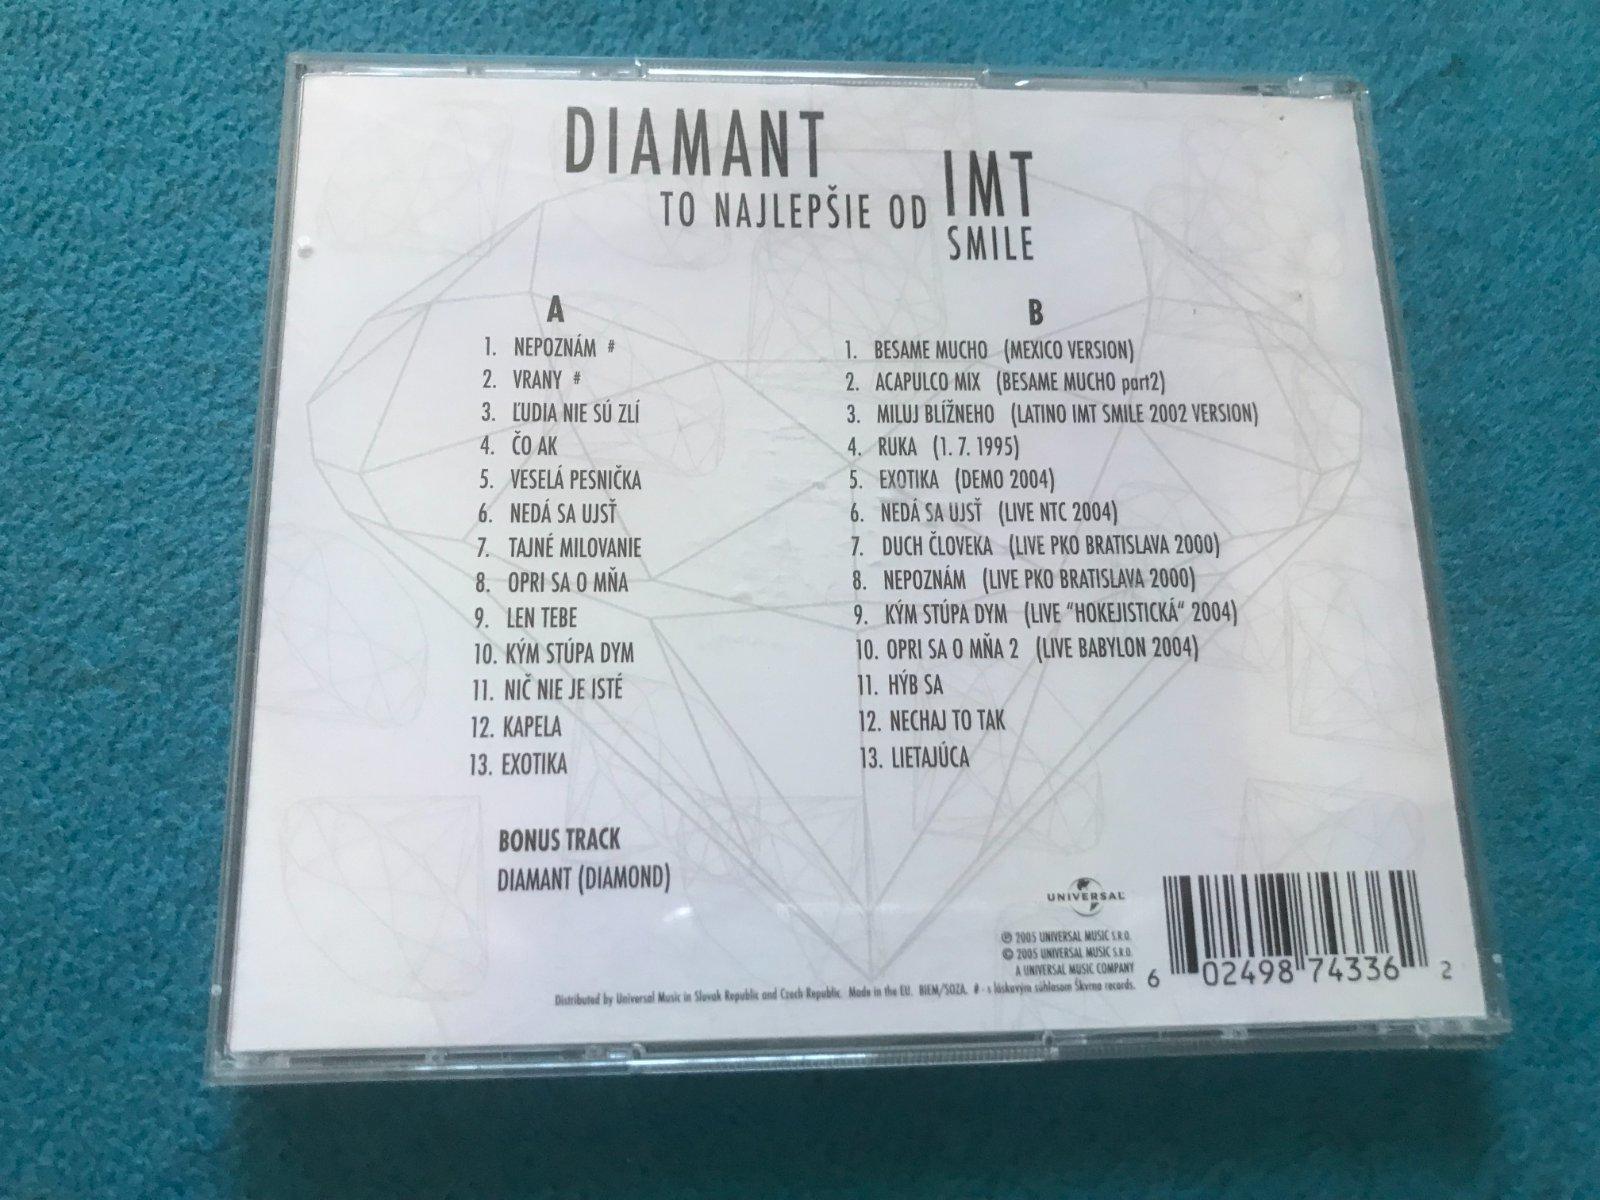 DIAMANT
TO NAJLEPŠIE OD IMT
SMILE
A
1. NEPOZNÁM #
2. VRANY #
3. ĽUDIA NIE SÚ ZLÍ
4. ČO AK
5. VESELÁ PESNIČKA
6. NEDÁ SA UJSŤ
7. TAJNÉ MILOVANIE
8. OPRI SA O MŇA
9. LEN TEBE
10. KÝM STÚPA DYM
11. NIČ NIE JE ISTÉ
12. KAPELA
13. EXOTIKA
BONUS TRACK
DIAMANT (DIAMOND)
B
1. BESAME MUCHO (MEXICO VERSION)
2. ACAPULCO MIX (BESAME MUCHO part2)
3. MILUJ BLÍŽNEHO (LATINO IMT SMILE 2002 VERSION)
4. RUKA (1. 7. 1995)
5. EXOTIKA (DEMO 2004)
6. NEDÁ SA UJSŤ (LIVE NTC 2004)
7. DUCH ČLOVEKA (LIVE PKO BRATISLAVA 2000)
8. NEPOZNÁM (LIVE PKO BRATISLAVA 2000)
9. KÝM STÚPA DYM (LIVE "HOKEJISTICKÁ" 2004)
10. OPRI SA O MŇA 2 (LIVE BABYLON 2004)
11. HÝB SA
12. NECHAJ TO TAK
13. LIETAJÚCA
UNIVERSAL
℗ 2005 UNIVERSAL MUSIC S.R.O.
© 2005 UNIVERSAL MUSIC S.R.O.
A UNIVERSAL MUSIC COMPANY
Distributed by Universal Music in Slovak Republic and Czech Republic. Made in the EU. BIEM/SOZA. # - s láskavým súhlasom Škvrna records.
6 02498 74336 2